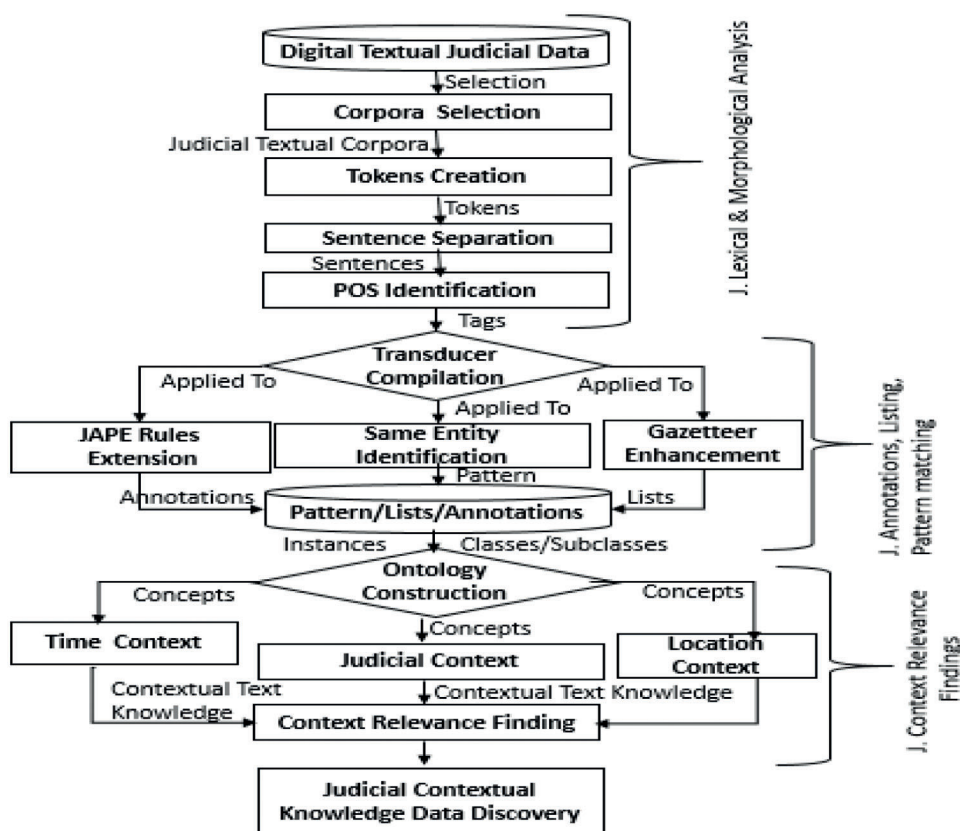 Digital Textual Judicial Data
Selection
Corpora Selection
Judicial Textual Corpora
Tokens Creation
Tokens
Sentence Separation
Sentences
POS Identification
Tags
J. Lexical & Morphological Analysis
Transducer
Compilation
Applied To
Applied To
Applied To
JAPE Rules
Extension
Same Entity
Identification
Gazetteer
Enhancement
Annotations
Pattern
Lists
Pattern/Lists/Annotations
J. Annotations, Listing,
Pattern matching
Instances
Classes/Subclasses
Ontology
Construction
Concepts
Concepts
Concepts
Time Context
Judicial Context
Location
Context
Contextual Text
Knowledge
Contextual Text Knowledge
Context Relevance Finding
J. Context Relevance
Findings
Judicial Contextual
Knowledge Data Discovery